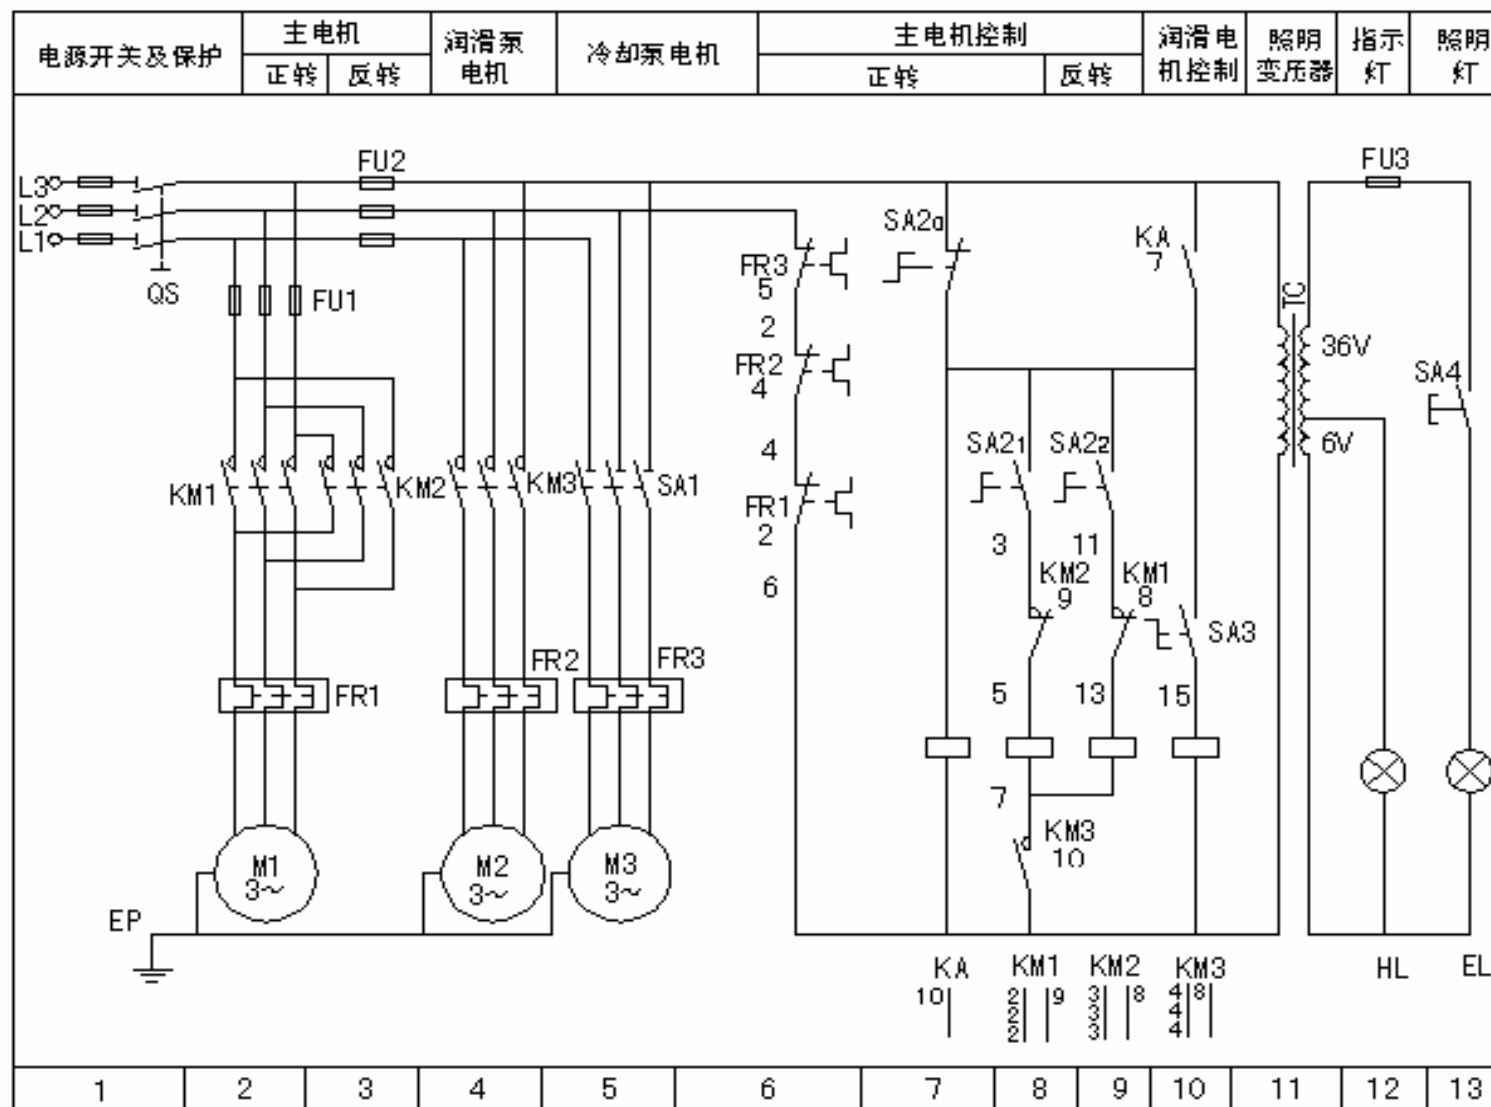 电源开关及保护
主电机
正转 反转
润滑泵
电机
冷却泵电机
主电机控制
正转 反转
润滑电
机控制
照明
变压器
指示
灯
照明
灯
FU2
FU3
L3
L2
L1
QS
FU1
SA2a
KA
7
FR3
5
2
FR2
4
4
FR1
2
6
TC
36V
6V
SA4
KM1
KM2
KM3
SA1
SA21
SA22
3
11
KM2
9
KM1
8
SA3
FR1
FR2
FR3
5
13
15
7
KM3
10
M1
3~
M2
3~
M3
3~
EP
KA
10
KM1
2 9
2
2
KM2
3 8
3
3
KM3
4 8
4
4
HL
EL
1 2 3 4 5 6 7 8 9 10 11 12 13